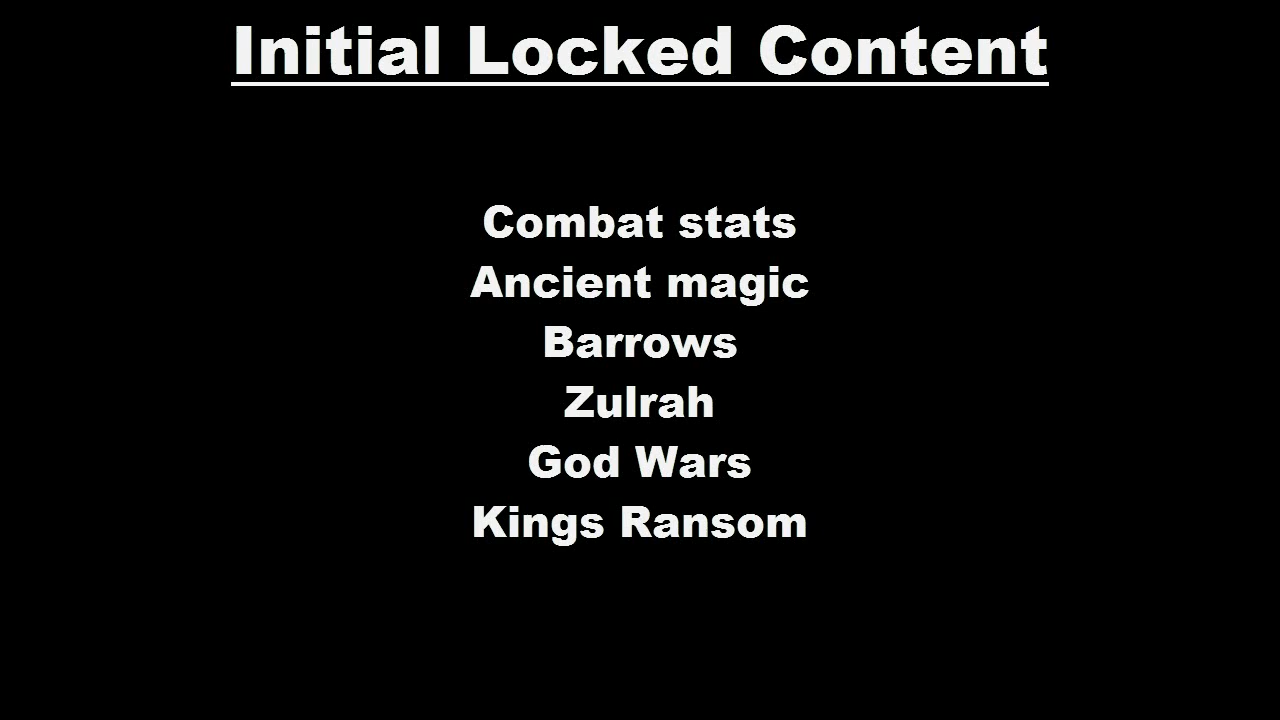 Initial Locked Content
Combat stats
Ancient magic
Barrows
Zulrah
God Wars
Kings Ransom